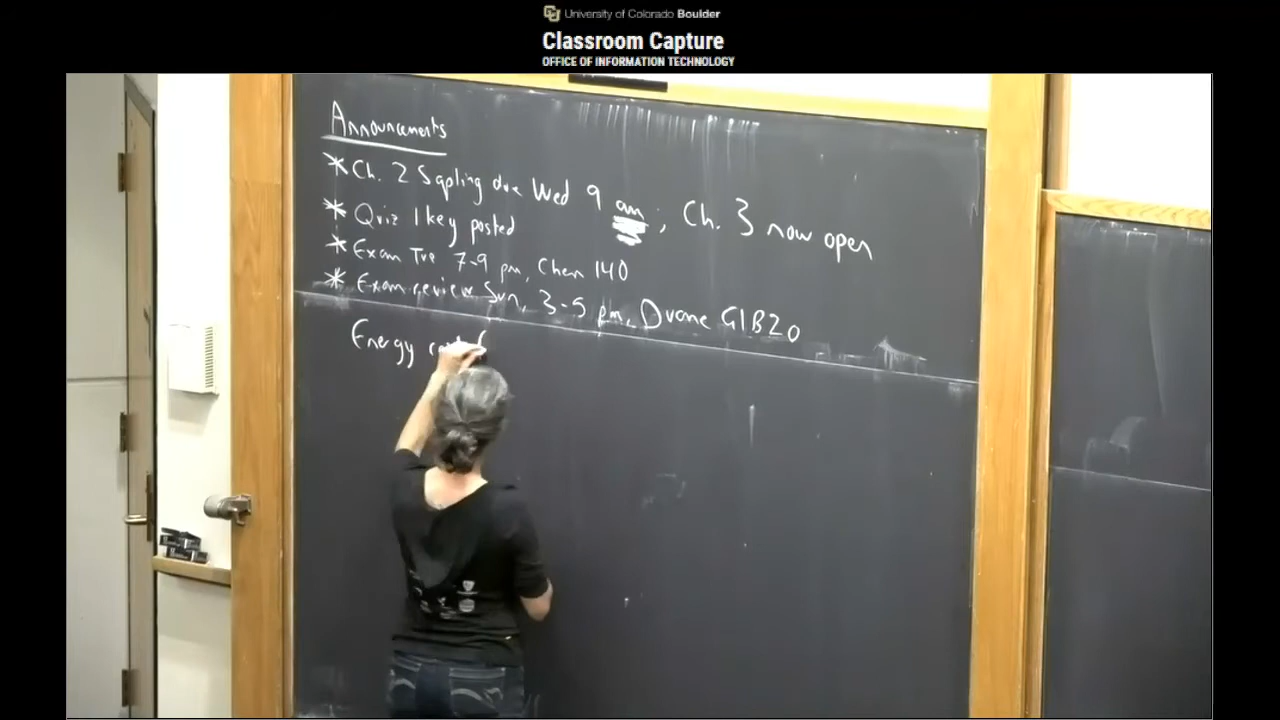 University of Colorado Boulder
Classroom Capture
OFFICE OF INFORMATION TECHNOLOGY
Announcements
* Ch. 2 Sapling due Wed 9 am; Ch. 3 now open
* Quiz 1 key posted
* Exam Tue 7-9 pm, Chem 140
* Exam review Sun, 3-5 pm, Duane G1B20
Energy